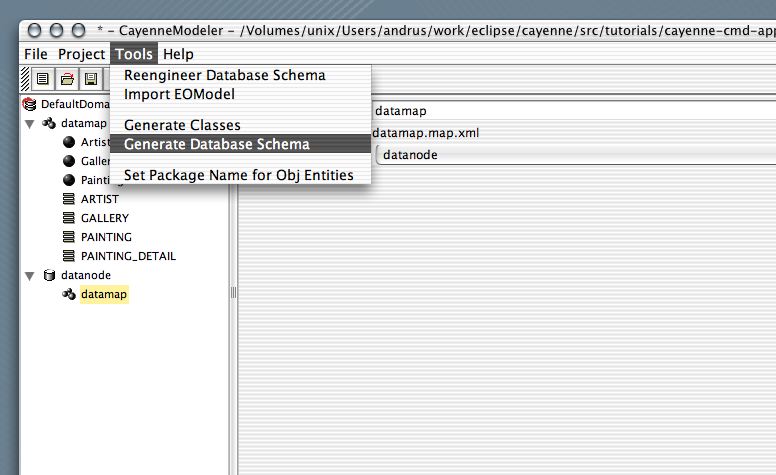 * - CayenneModeler - /Volumes/unix/Users/andrus/work/eclipse/cayenne/src/tutorials/cayenne-cmd-app
File Project Tools Help
Reengineer Database Schema
Import EOModel
Generate Classes
Generate Database Schema
Set Package Name for Obj Entities
DefaultDoma
datamap
Artist
Galler
Painting
ARTIST
GALLERY
PAINTING
PAINTING_DETAIL
datanode
datamap
datamap
datamap.map.xml
datanode